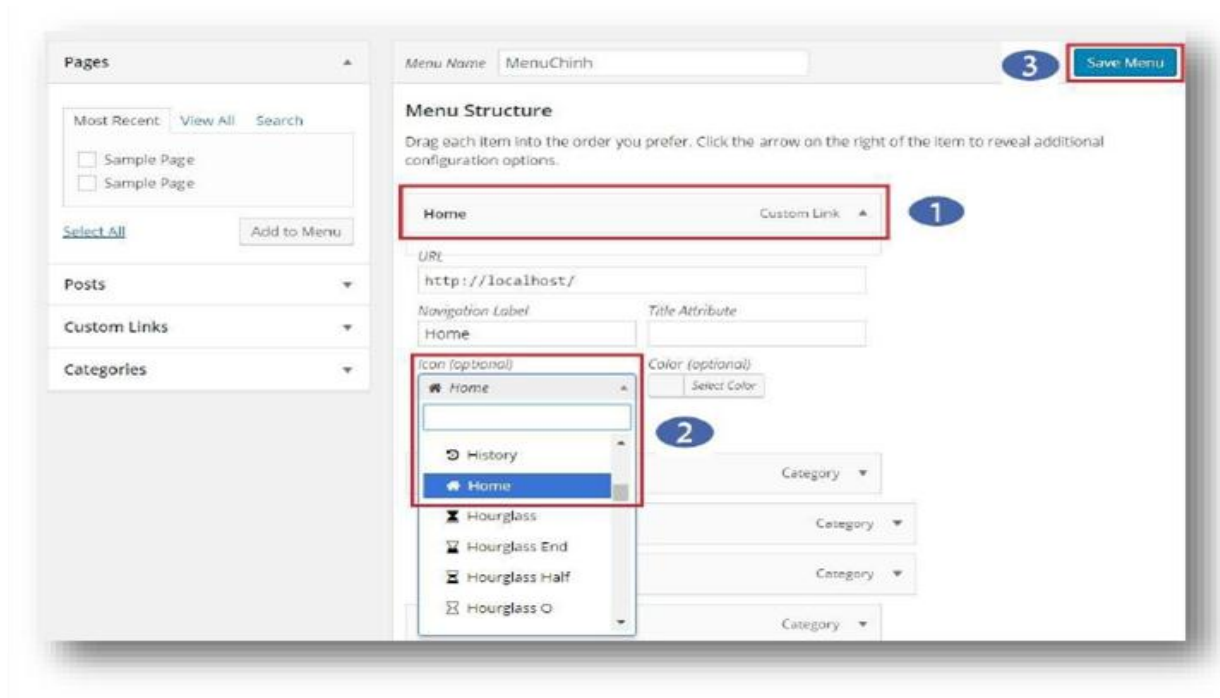 Pages
Most Recent View All Search
Sample Page
Sample Page
Select All Add to Menu
Posts
Custom Links
Categories
Menu Name MenuChinh
3 Save Menu
Menu Structure
Drag each item into the order you prefer. Click the arrow on the right of the item to reveal additional
configuration options.
Home Custom Link 1
URL
http://localhost/
Navigation Label Title Attribute
Home
Icon (optional) Color (optional)
Home Select Color
2
History
Home Category
Hourglass Category
Hourglass End
Hourglass Half Category
Hourglass O Category